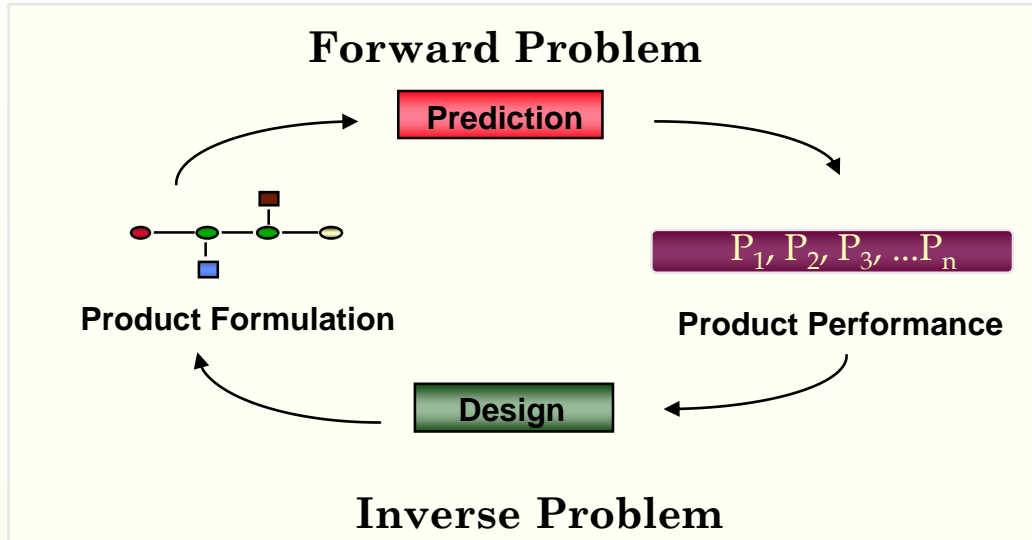 Forward Problem
Prediction
P₁, P₂, P₃, ...Pₙ
Product Formulation
Product Performance
Design
Inverse Problem